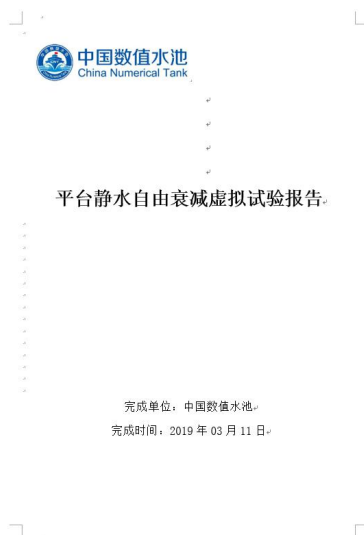 中国数值水池
China Numerical Tank
平台静水自由衰减虚拟试验报告
完成单位：中国数值水池
完成时间：2019 年 03 月 11 日